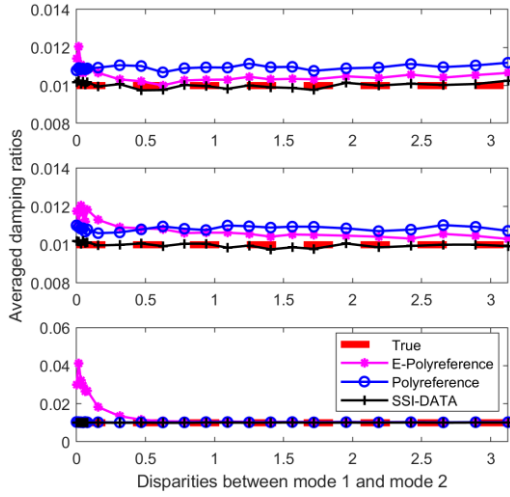 0.014
0.012
0.01
0.008
0 0.5 1 1.5 2 2.5 3
0.014
0.012
0.01
0.008
0 0.5 1 1.5 2 2.5 3
0.06
0.04
0.02
0
0 0.5 1 1.5 2 2.5 3
Averaged damping ratios
True
E-Polyreference
Polyreference
SSI-DATA
Disparities between mode 1 and mode 2